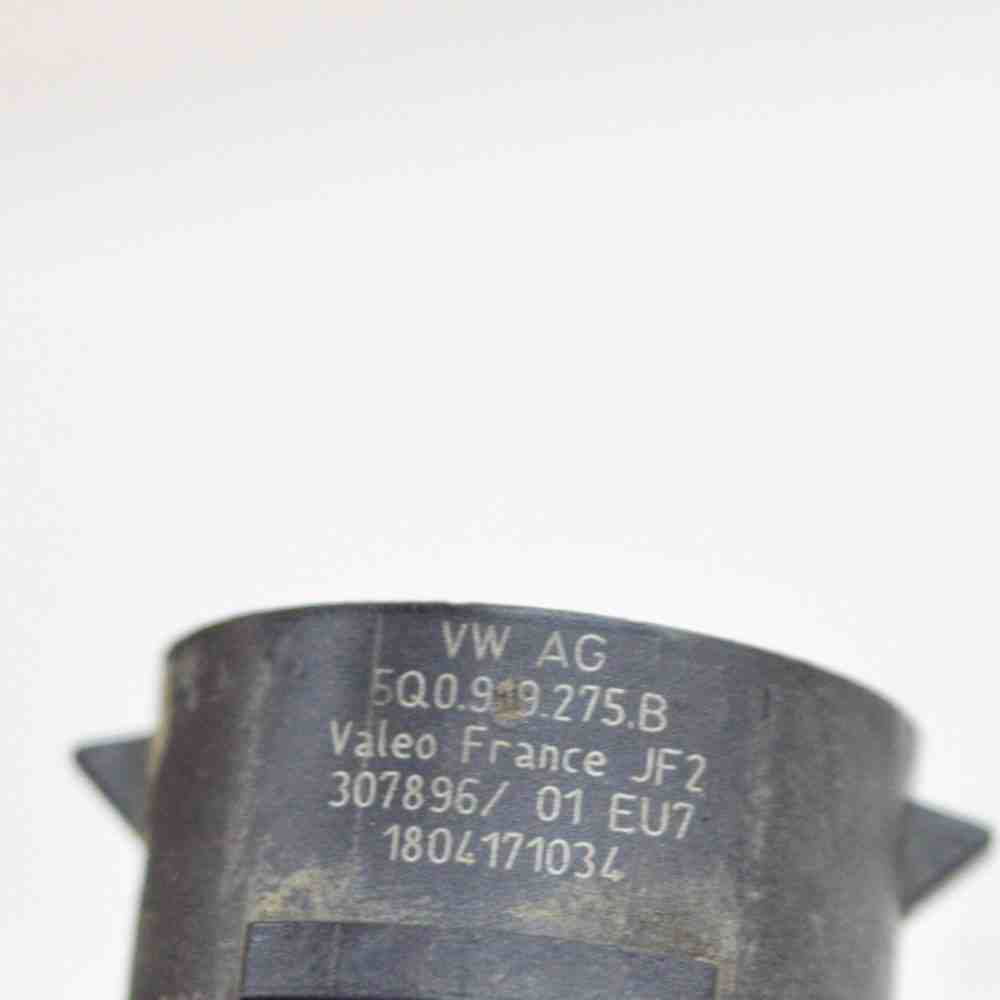 VW AG
5Q0.919.275.B
Valeo France JF2
307896/ 01 EU7
1804171034